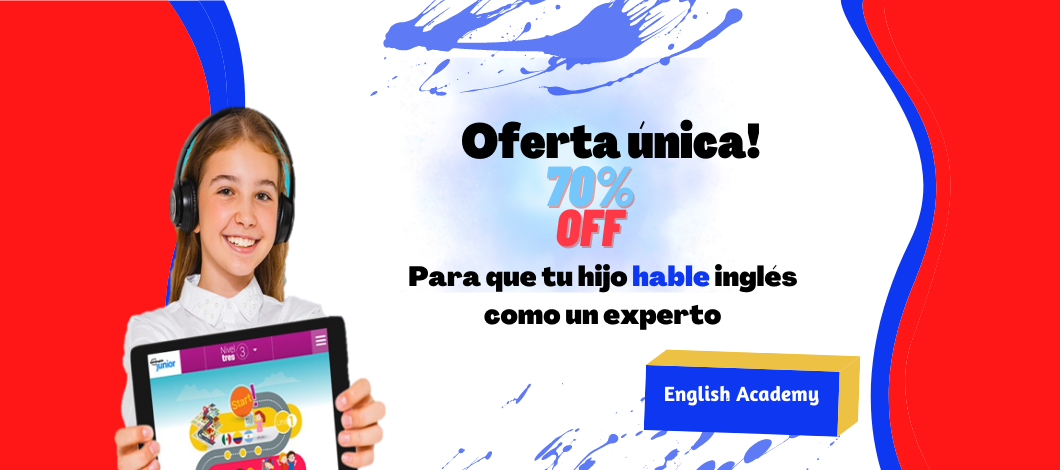 Oferta única!
70%
OFF
Para que tu hijo hable inglés
como un experto
English Academy
junior
Nivel
tres 3
Start!
1